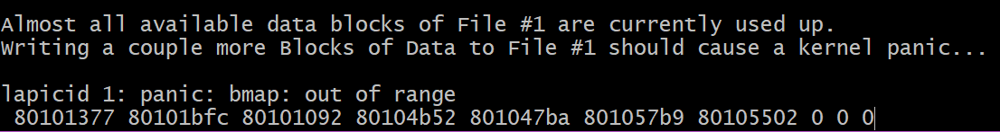 Almost all available data blocks of File #1 are currently used up.
Writing a couple more Blocks of Data to File #1 should cause a kernel panic...
lapicid 1: panic: bmap: out of range
80101377 80101bfc 80101092 80104b52 801047ba 801057b9 80105502 0 0 0